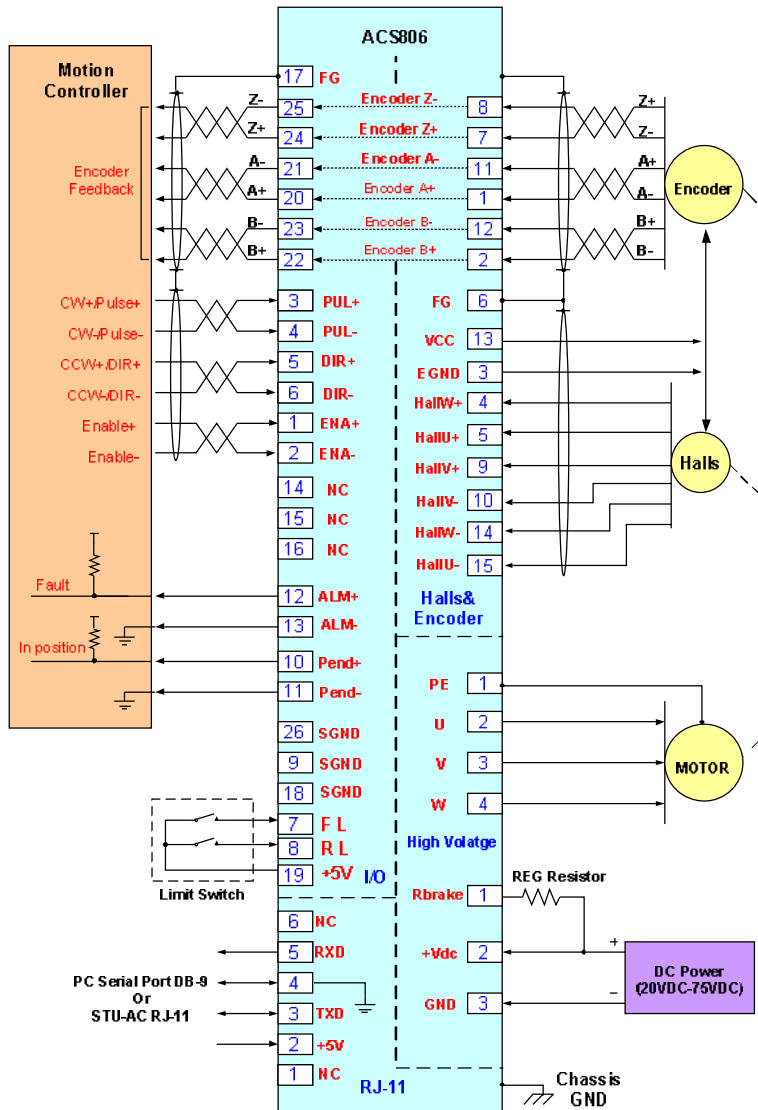 ACS806
Motion
Controller
17 FG
Z- 25 Encoder Z- 8 Z+
Z+ 24 Encoder Z+ 7 Z-
A- 21 Encoder A- 11 A+
Encoder
Feedback
A+ 20 Encoder A+ 1 A-
Encoder
B- 23 Encoder B- 12 B+
B+ 22 Encoder B+ 2 B-
CW+/Pulse+ 3 PUL+ FG 6
CW-/Pulse- 4 PUL- VCC 13
CCW+/DIR+ 5 DIR+ EGND 3
CCW-/DIR- 6 DIR- HallW+ 4
Enable+ 1 ENA+ HallU+ 5
Enable- 2 ENA- HallV+ 9
Halls
14 NC HallV- 10
15 NC HallW- 14
16 NC HallU- 15
Fault 12 ALM+
13 ALM-
Halls&
Encoder
In position 10 Pend+
11 Pend-
PE 1
26 SGND U 2
9 SGND V 3
MOTOR
18 SGND W 4
7 F L
8 R L
High Volatge
19 +5V I/O
Limit Switch
Rbrake 1 REG Resistor
6 NC
5 RXD +Vdc 2 +
PC Serial Port DB-9
Or
STU-AC RJ-11
4
DC Power
(20VDC-75VDC)
3 TXD GND 3 -
2 +5V
1 NC
RJ-11
Chassis
GND